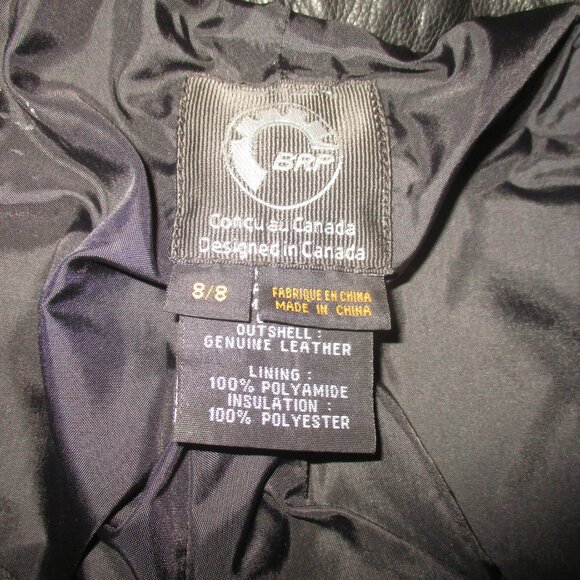 BRP
Conçu au Canada
Designed in Canada
8/8
FABRIQUE EN CHINA
MADE IN CHINA
OUTSHELL :
GENUINE LEATHER
LINING :
100% POLYAMIDE
INSULATION :
100% POLYESTER